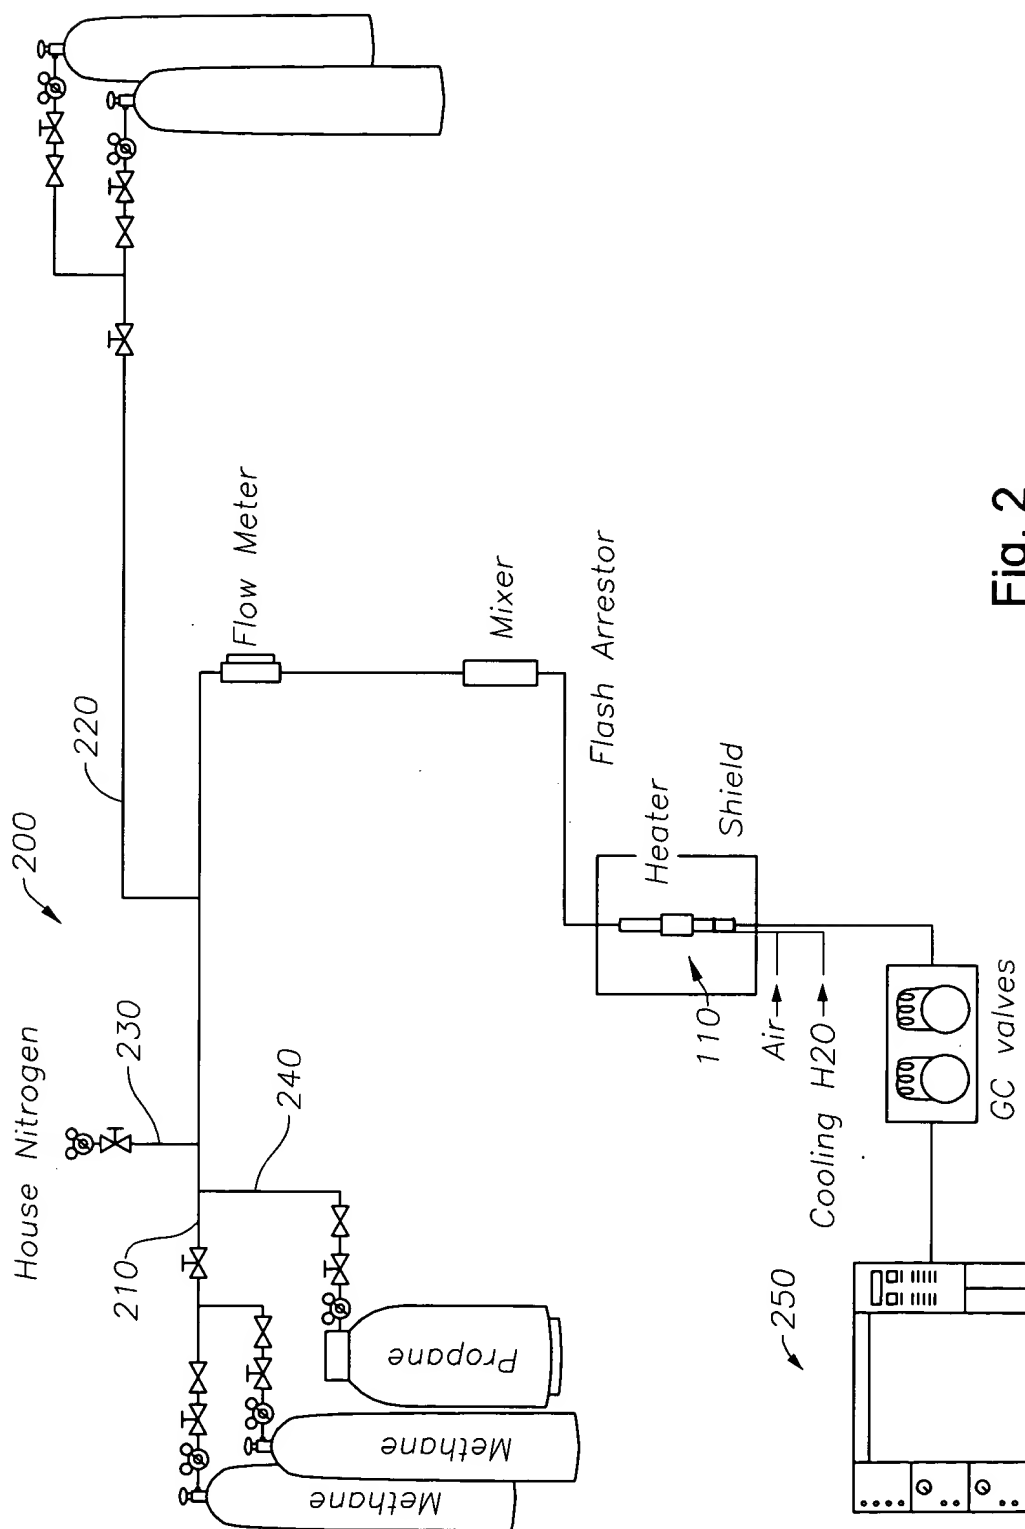 200
House Nitrogen
230
220
210
240
Flow Meter
Mixer
Flash Arrestor
Heater
Shield
110
Air
Cooling H2O
GC valves
250
Methane
Methane
Propane
Fig. 2